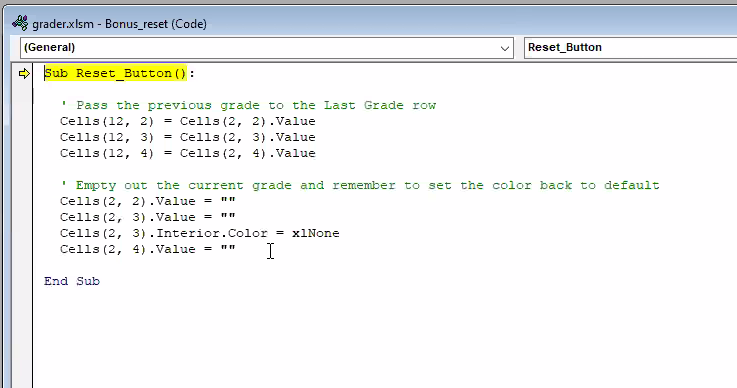 grader.xlsm - Bonus_reset (Code)
(General)
Reset_Button
Sub Reset_Button():
' Pass the previous grade to the Last Grade row
Cells(12, 2) = Cells(2, 2).Value
Cells(12, 3) = Cells(2, 3).Value
Cells(12, 4) = Cells(2, 4).Value
' Empty out the current grade and remember to set the color back to default
Cells(2, 2).Value = ""
Cells(2, 3).Value = ""
Cells(2, 3).Interior.Color = xlNone
Cells(2, 4).Value = ""
End Sub